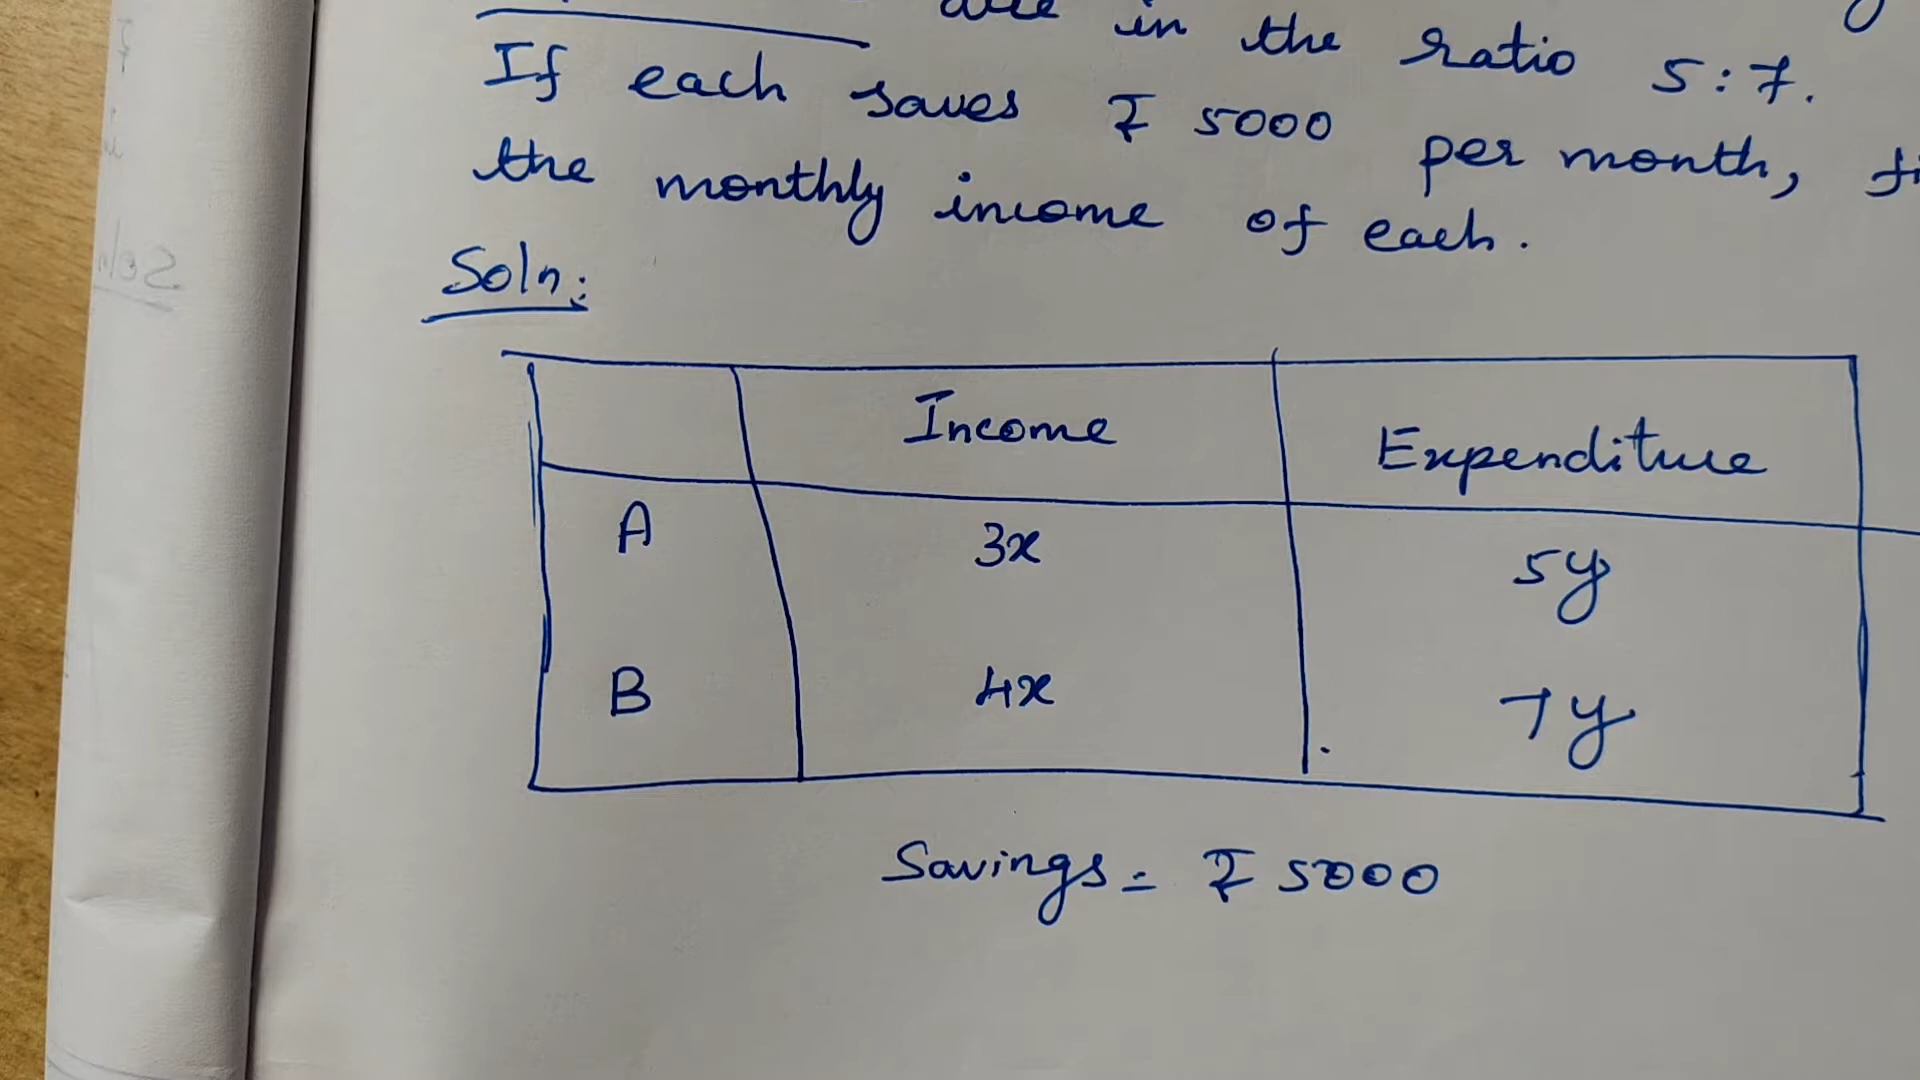 are in the ratio 5:7.
If each saves ₹ 5000 per month,
the monthly income of each.
Soln:
Income Expenditure
A 3x 5y
B 4x 7y
Savings = ₹ 5000